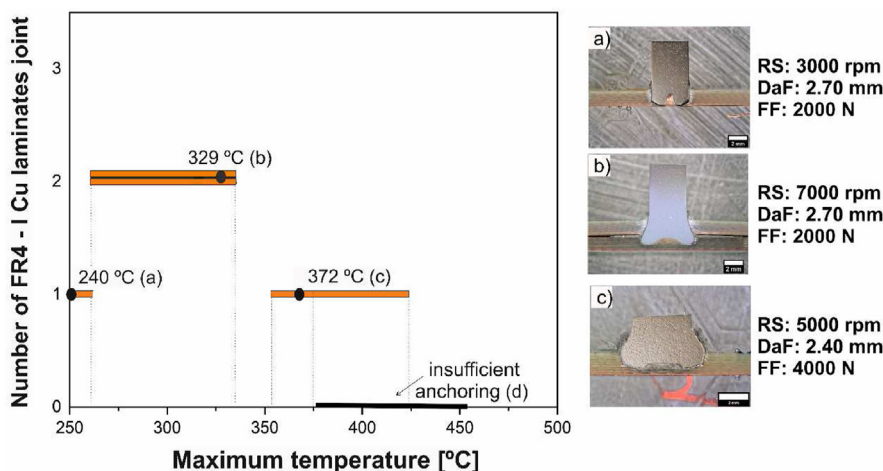 Number of FR4 - I Cu laminates joint
3
2
1
0
329 ºC (b)
240 ºC (a)
372 ºC (c)
insufficient
anchoring (d)
250
300
350
400
450
500
Maximum temperature [ºC]
a)
RS: 3000 rpm
DaF: 2.70 mm
FF: 2000 N
2 mm
b)
RS: 7000 rpm
DaF: 2.70 mm
FF: 2000 N
2 mm
c)
RS: 5000 rpm
DaF: 2.40 mm
FF: 4000 N
2 mm